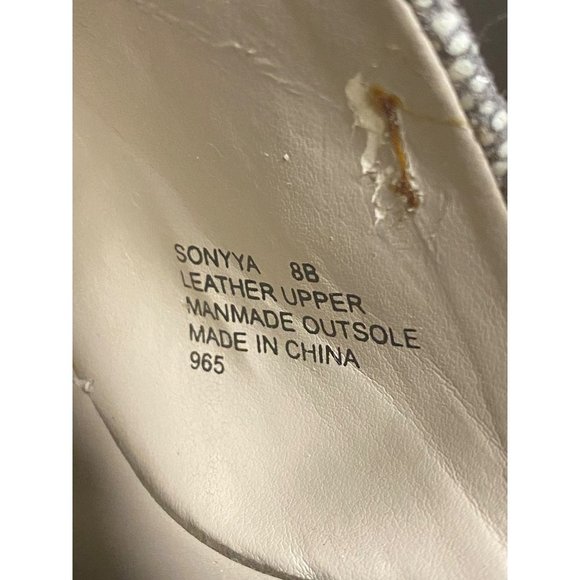 SONYYA 8B
LEATHER UPPER
MANMADE OUTSOLE
MADE IN CHINA
965